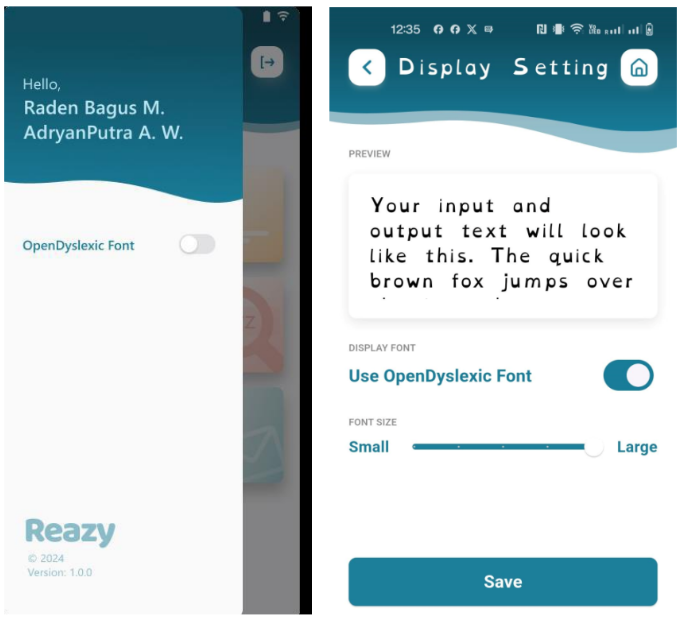 Hello,
Raden Bagus M.
AdryanPutra A. W.
OpenDyslexic Font
Z
Reazy
© 2024
Version: 1.0.0
12:35
Display Setting
PREVIEW
Your input and
output text will look
like this. The quick
brown fox jumps over
DISPLAY FONT
Use OpenDyslexic Font
FONT SIZE
Small Large
Save